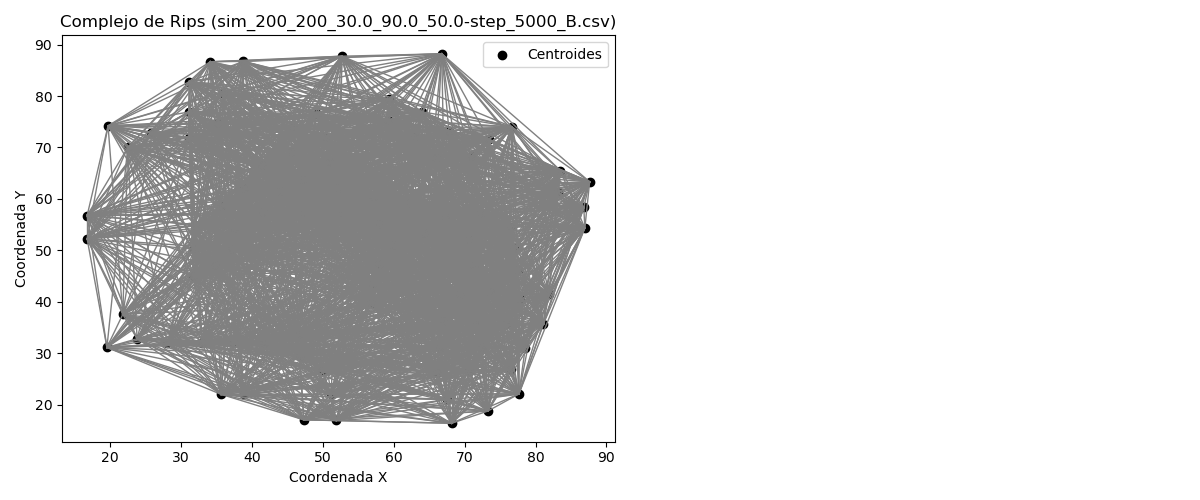 Complejo de Rips (sim_200_200_30.0_90.0_50.0-step_5000_B.csv)
Centroides
90
80
70
60
50
40
30
20
Coordenada Y
20 30 40 50 60 70 80 90
Coordenada X